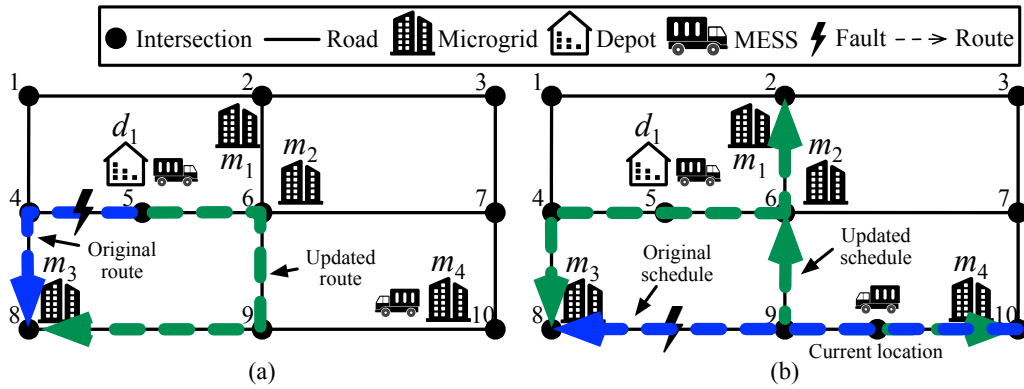 Intersection Road Microgrid Depot MESS Fault Route
1 2 3
d1 m1 m2
4 5 6 7
Original
route
Updated
route
m3 m4
8 9 10
(a)
1 2 3
d1 m1 m2
4 5 6 7
Original
schedule
Updated
schedule
m3 m4
8 9 10
Current location
(b)